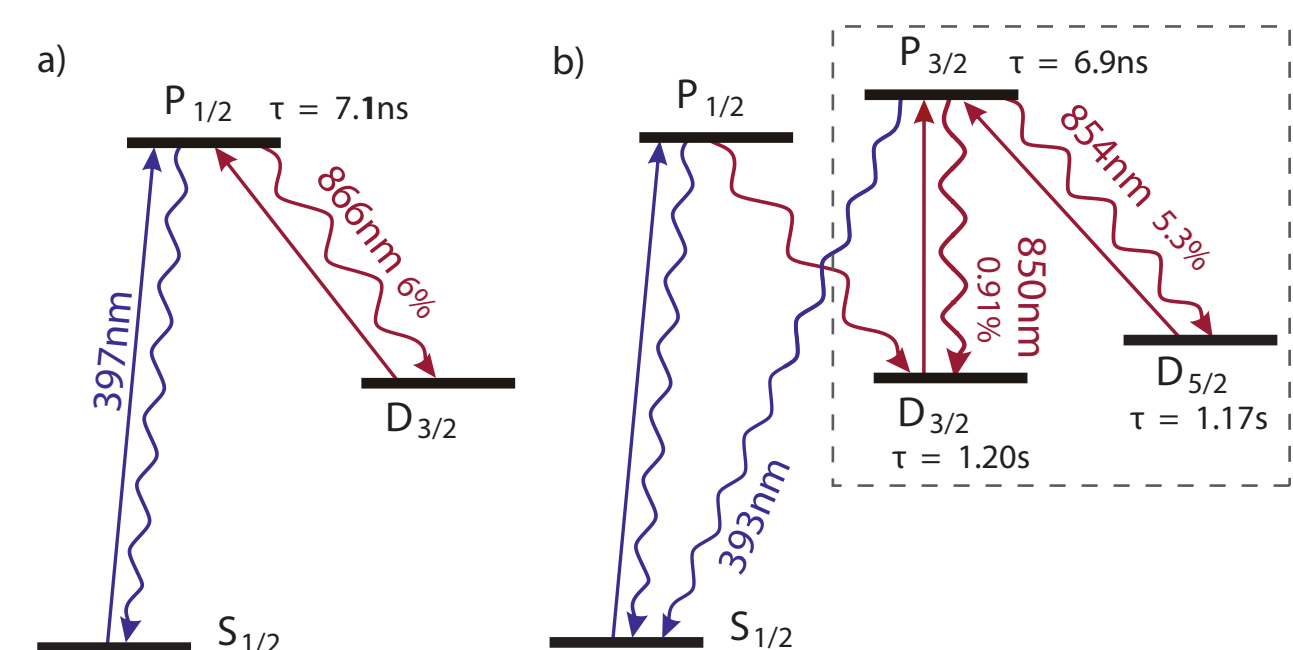 a)
P 1/2 τ = 7.1ns
866nm 6%
397nm
D 3/2
S 1/2
b)
P 1/2
P 3/2 τ = 6.9ns
854nm 5.3%
850nm
0.91%
D 5/2
τ = 1.17s
D 3/2
τ = 1.20s
393nm
S 1/2